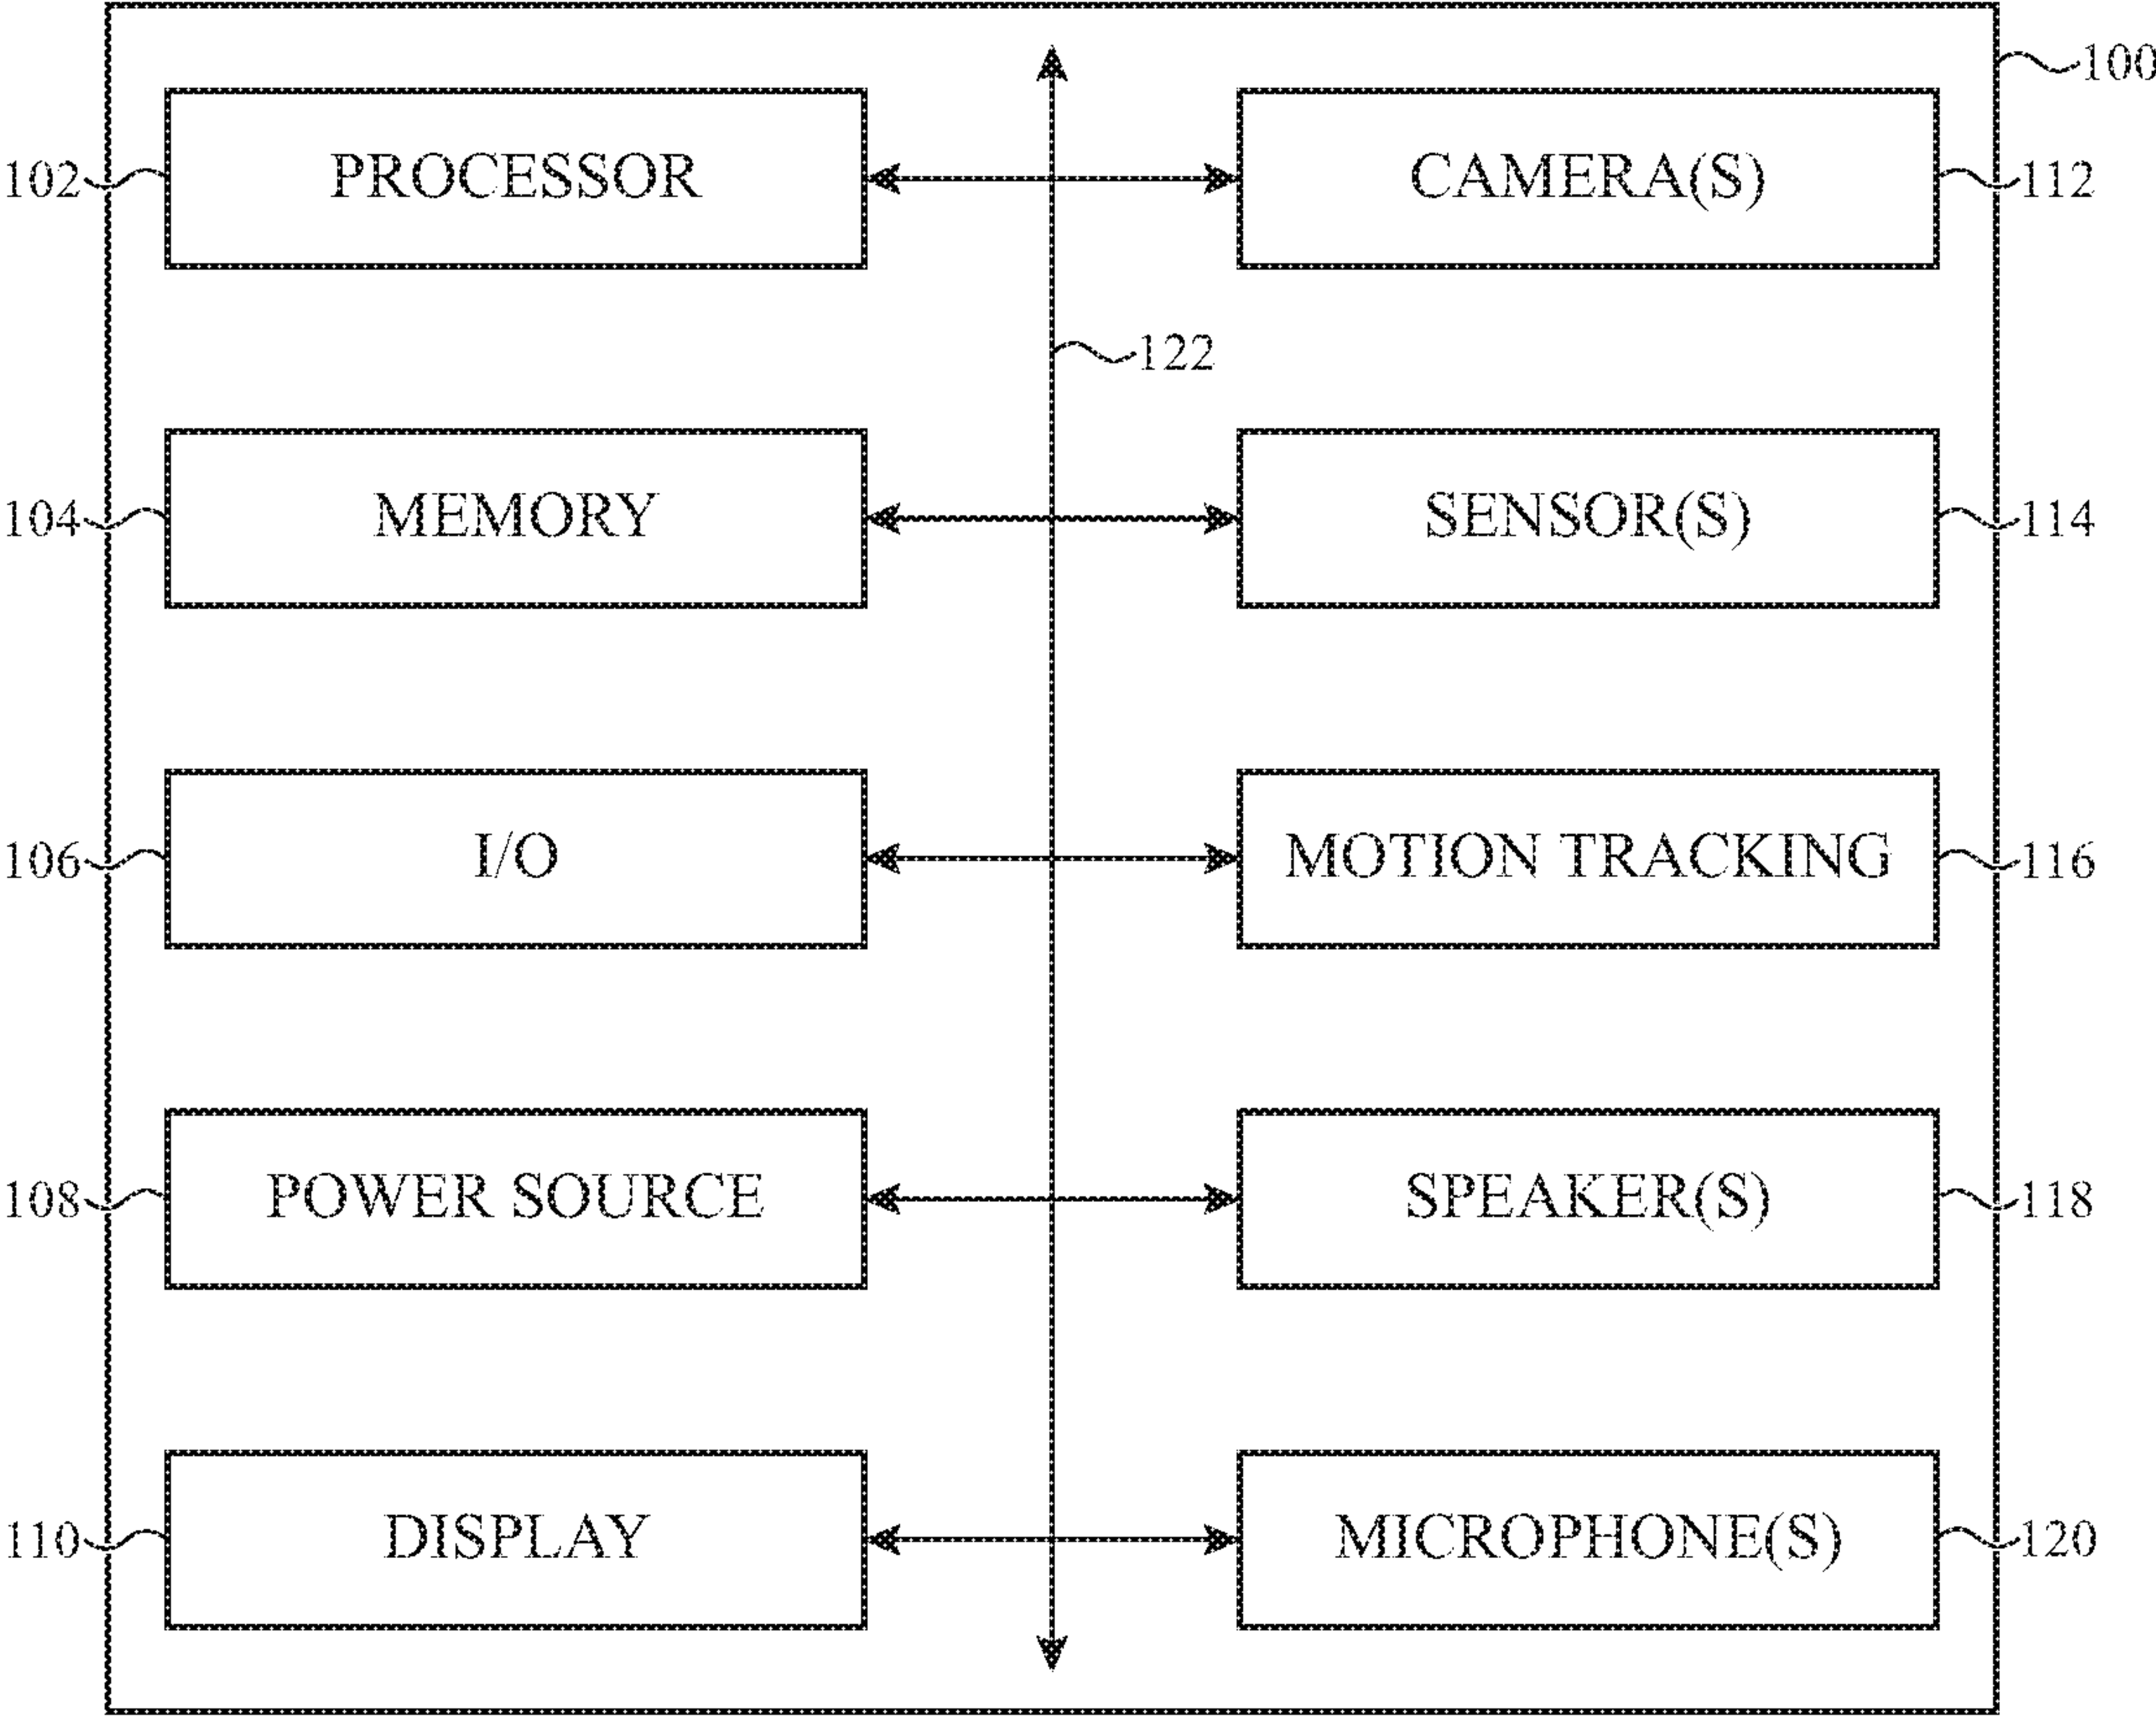 100
102 PROCESSOR CAMERA(S) 112
122
104 MEMORY SENSOR(S) 114
106 I/O MOTION TRACKING 116
108 POWER SOURCE SPEAKER(S) 118
110 DISPLAY MICROPHONE(S) 120